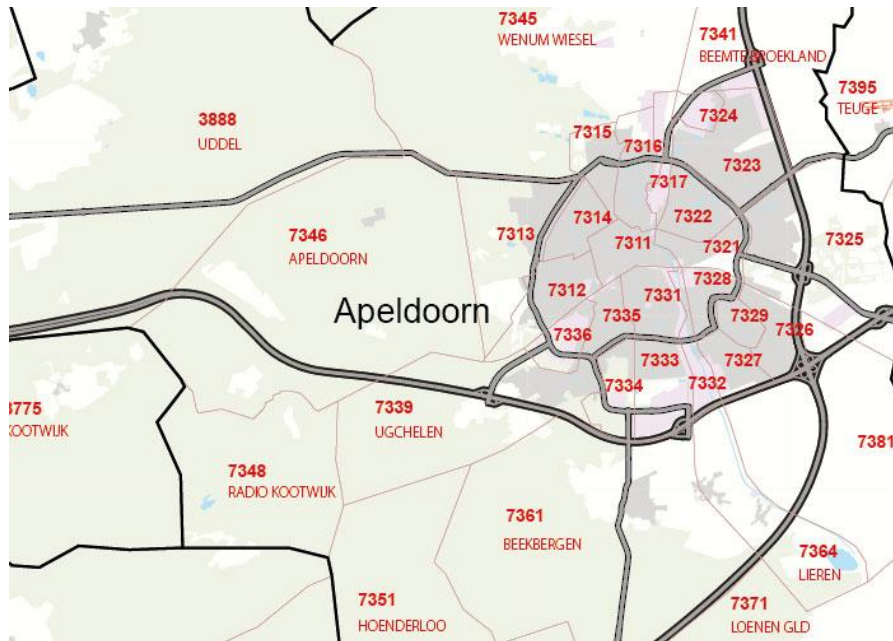 7345
WENUM WIESEL
7341
BEEMTE BROEKLAND
7395
TEUGE
3888
UDDEL
7324
7315
7316
7323
7317
7314
7322
7313
7346
APELDOORN
7311
7321
7325
7328
7312
7331
Apeldoorn
7335
7329
7326
7336
7333
7327
7334
7332
3775
KOOTWIJK
7339
UGCHELEN
7381
7348
RADIO KOOTWIJK
7361
BEEKBERGEN
7364
LIEREN
7351
HOENDERLOO
7371
LOENEN GLD